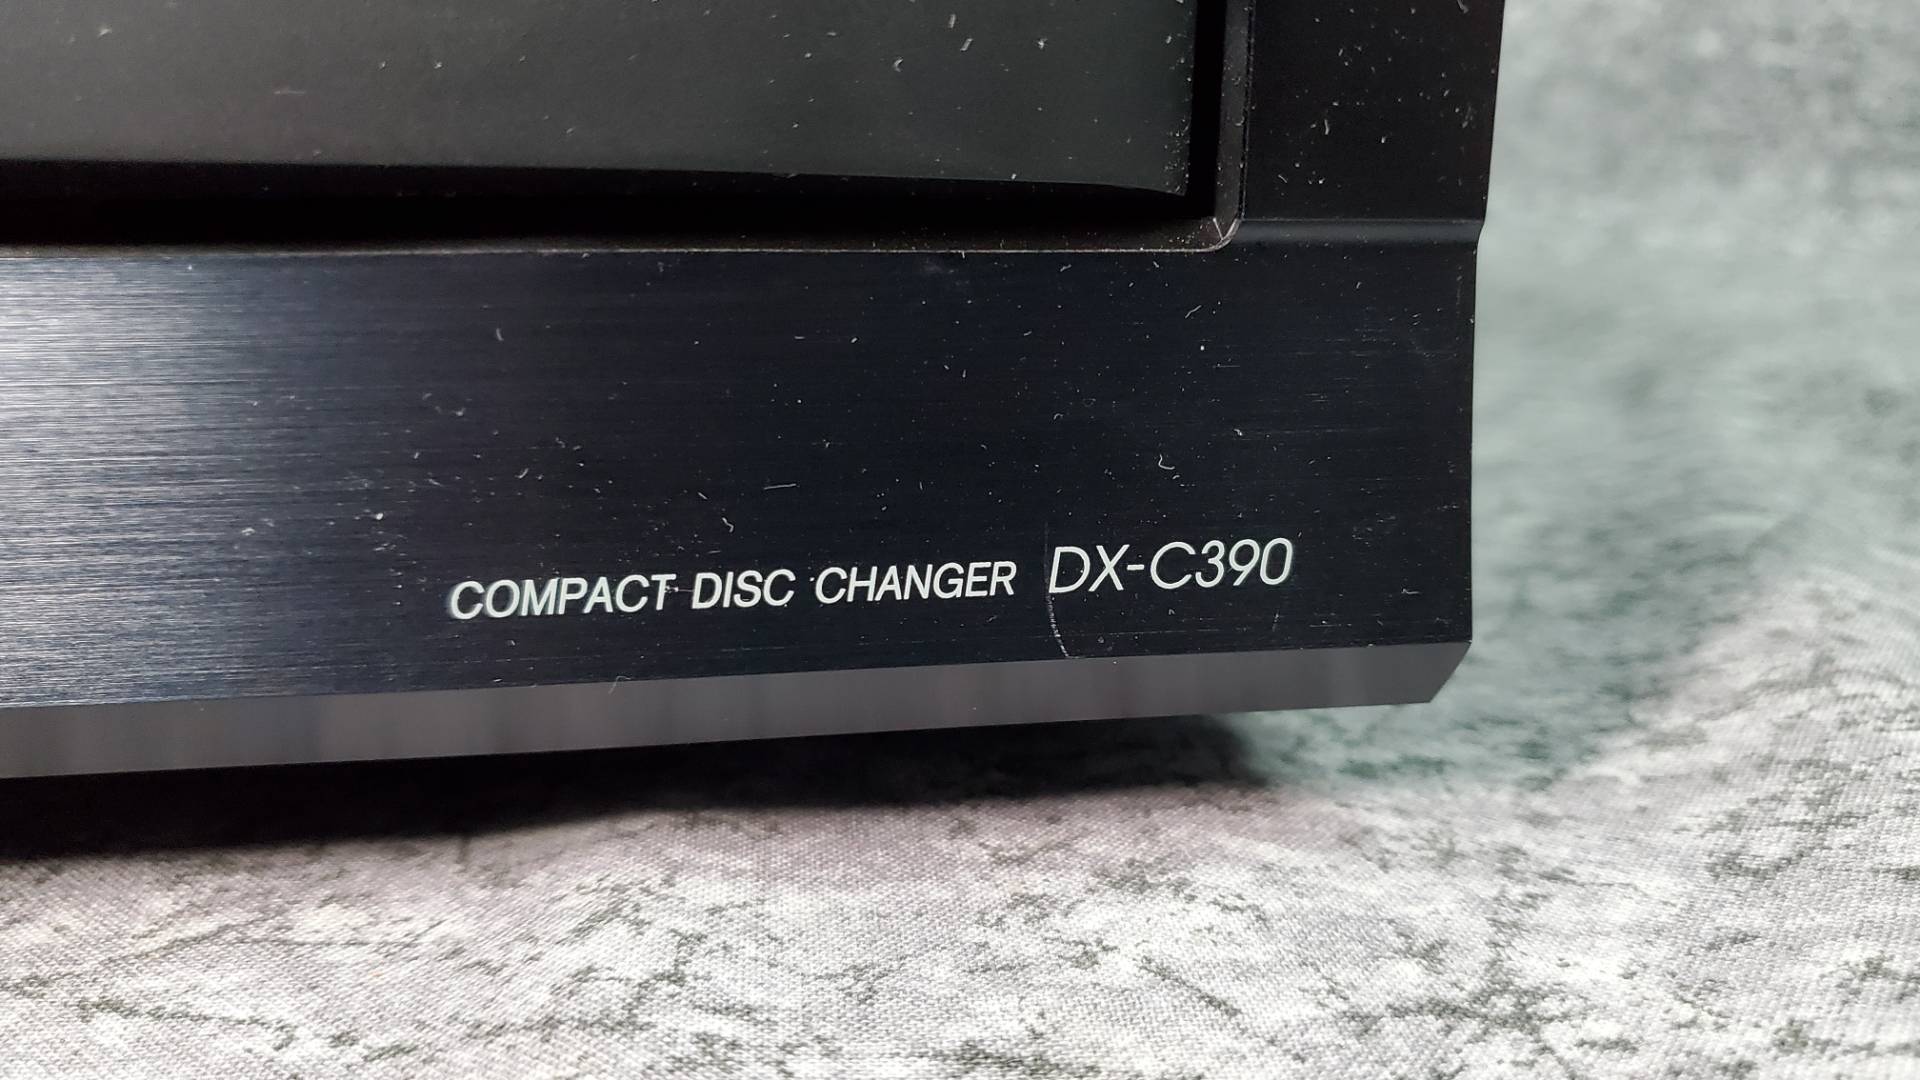 COMPACT DISC CHANGER DX-C390